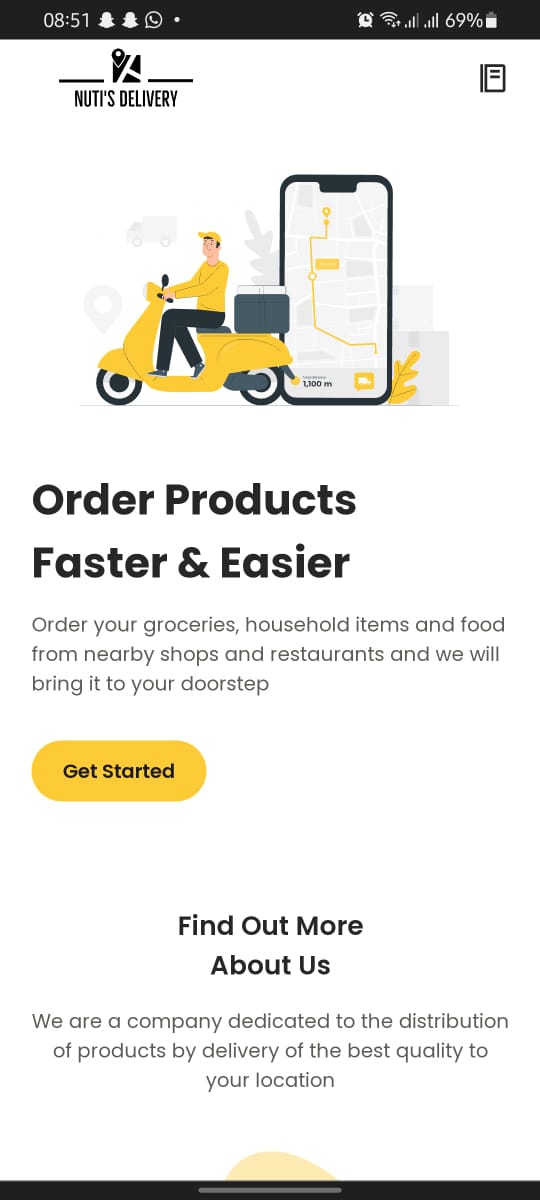 08:51
69%
NUTI'S DELIVERY
1,100 m
Order Products
Faster & Easier
Order your groceries, household items and food
from nearby shops and restaurants and we will
bring it to your doorstep
Get Started
Find Out More
About Us
We are a company dedicated to the distribution
of products by delivery of the best quality to
your location